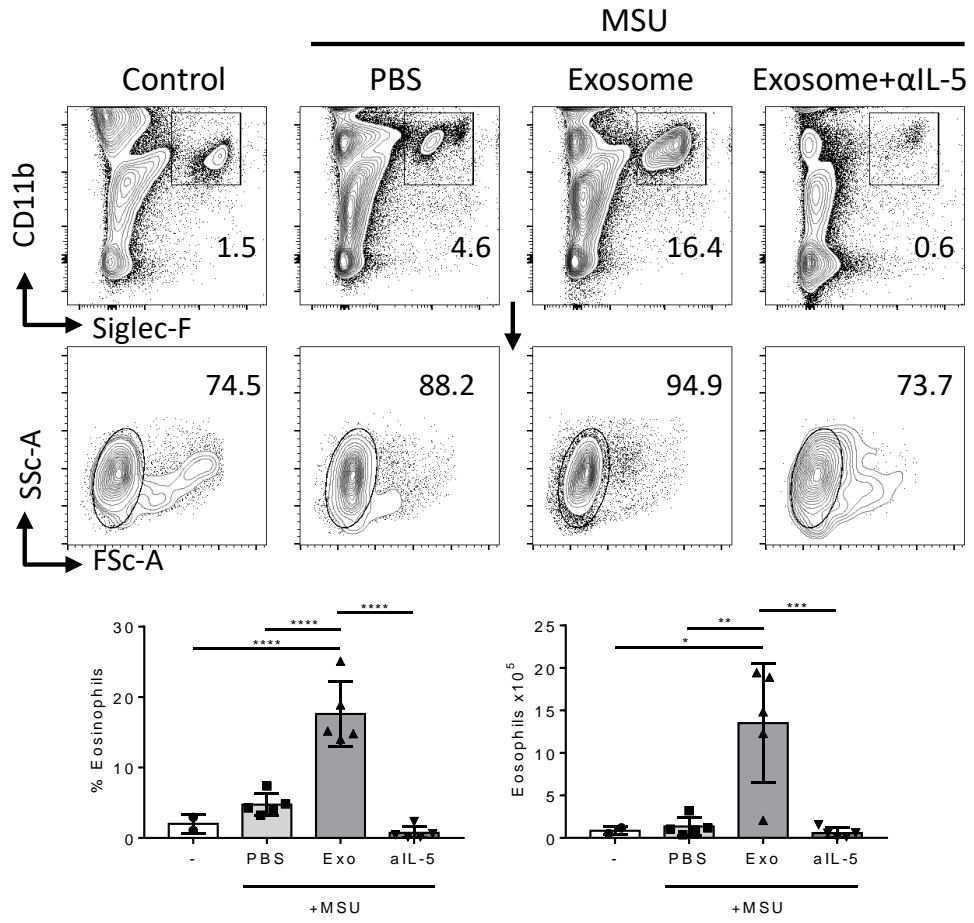 MSU
Control PBS Exosome Exosome+αIL-5
CD11b
1.5 4.6 16.4 0.6
Siglec-F
74.5 88.2 94.9 73.7
SSc-A
FSc-A
% Eosinophils
30
20
10
0
****
****
****
- PBS Exo aIL-5
+MSU
Eosophils x10⁵
25
20
15
10
5
0
***
**
*
- PBS Exo aIL-5
+MSU